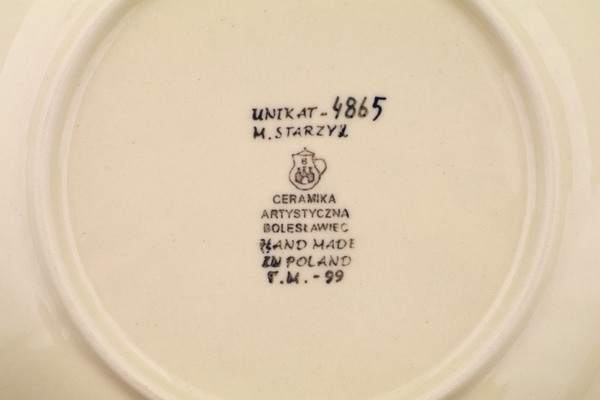 UNIKAT-4865
M. STARZYK
B
CERAMIKA
ARTYSTYCZNA
BOLESŁAWIEC
HAND MADE
IN POLAND
T.M.-99